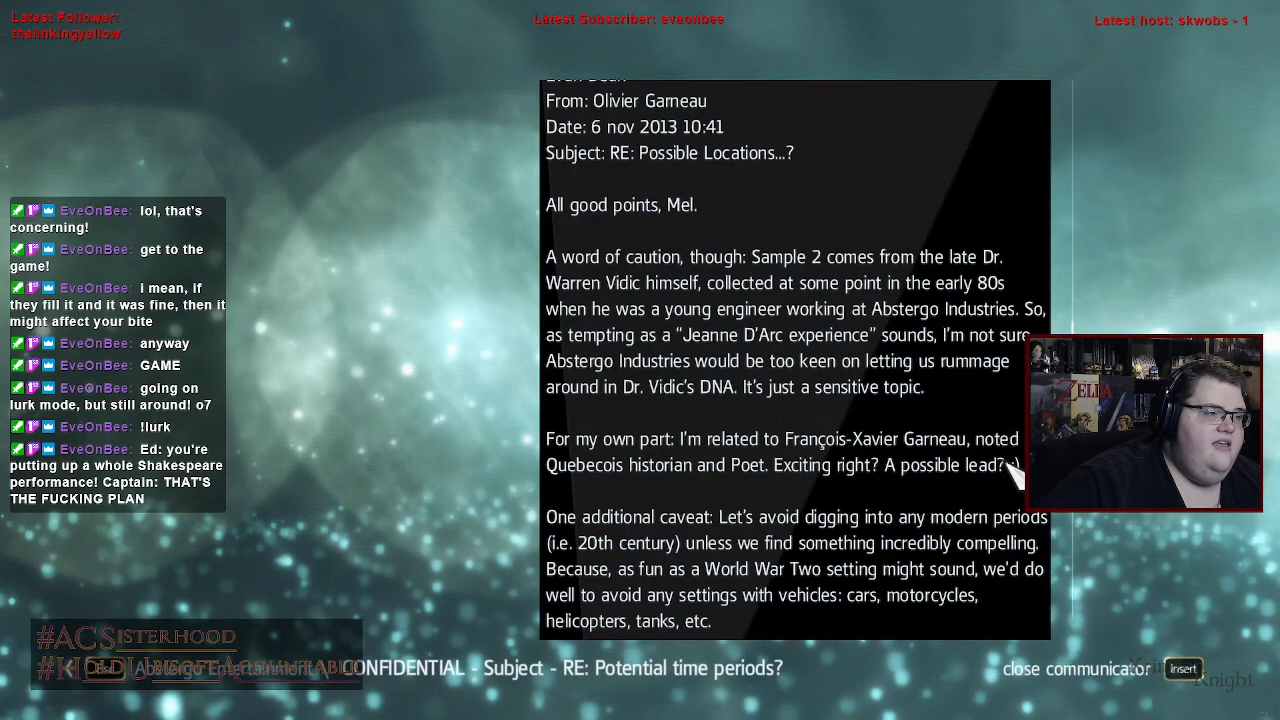 Latest Follower:
thelinkingyellow
Latest Subscriber: eveonbee
Latest host: skwobs - 1
EveOnBee: lol, that's
concerning!
EveOnBee: get to the
game!
EveOnBee: I mean, If
they fill it and it was fine, then it
might affect your bite
EveOnBee: anyway
EveOnBee: GAME
EveOnBee: going on
lurk mode, but still around! o7
EveOnBee: !lurk
EveOnBee: Ed: you're
putting up a whole Shakespeare
performance! Captain: THAT'S
THE FUCKING PLAN
From: Olivier Garneau
Date: 6 nov 2013 10:41
Subject: RE: Possible Locations...?
All good points, Mel.
A word of caution, though: Sample 2 comes from the late Dr.
Warren Vidic himself, collected at some point in the early 80s
when he was a young engineer working at Abstergo Industries. So,
as tempting as a “Jeanne D'Arc experience” sounds, I'm not sure
Abstergo Industries would be too keen on letting us rummage
around in Dr. Vidic's DNA. It's just a sensitive topic.
For my own part: I'm related to François-Xavier Garneau, noted
Quebecois historian and Poet. Exciting right? A possible lead?
One additional caveat: Let's avoid digging into any modern periods
(i.e. 20th century) unless we find something incredibly compelling.
Because, as fun as a World War Two setting might sound, we'd do
well to avoid any settings with vehicles: cars, motorcycles,
helicopters, tanks, etc.
ZELDA
#ACSISTERHOOD
#HOLDUBISOFTACCOUNTABLE
Abstergo Entertainment
CONFIDENTIAL - Subject - RE: Potential time periods?
close communicator
Insert
Knight